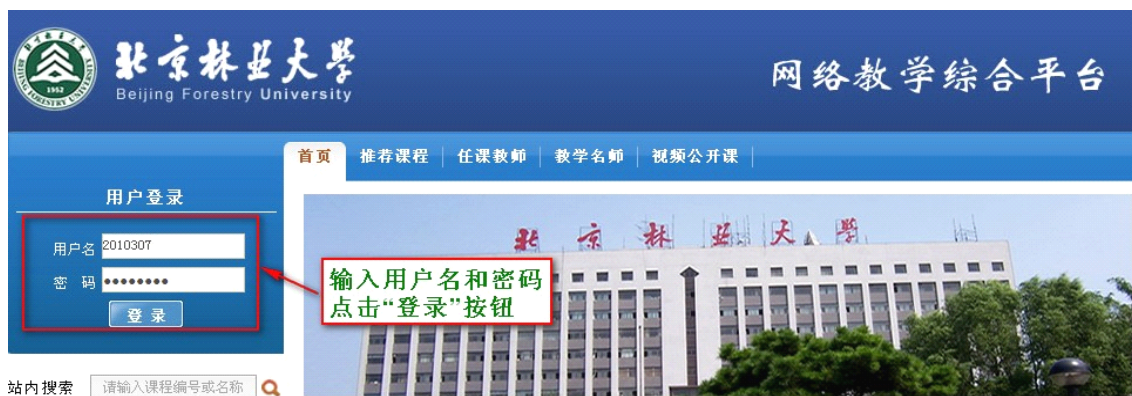 北京林业大学
Beijing Forestry University
网络教学综合平台
首页 推荐课程 任课教师 教学名师 视频公开课
用户登录
用户名 2010307
密 码 ●●●●●●●●
登 录
北京林业大学
输入用户名和密码
点击“登录”按钮
站内搜索 请输入课程编号或名称